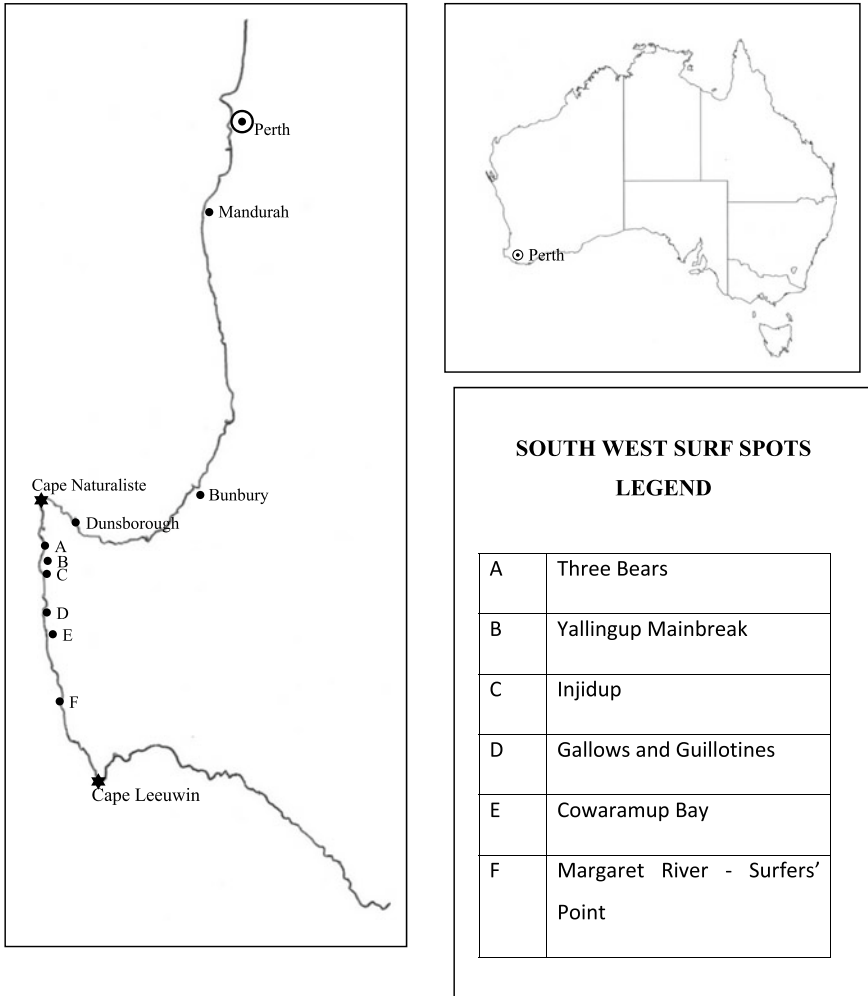 Perth
Mandurah
Cape Naturaliste
Bunbury
Dunsborough
A
B
C
D
E
F
Cape Leeuwin
Perth
SOUTH WEST SURF SPOTS
LEGEND
A Three Bears
B Yallingup Mainbreak
C Injidup
D Gallows and Guillotines
E Cowaramup Bay
F Margaret River - Surfers’
Point